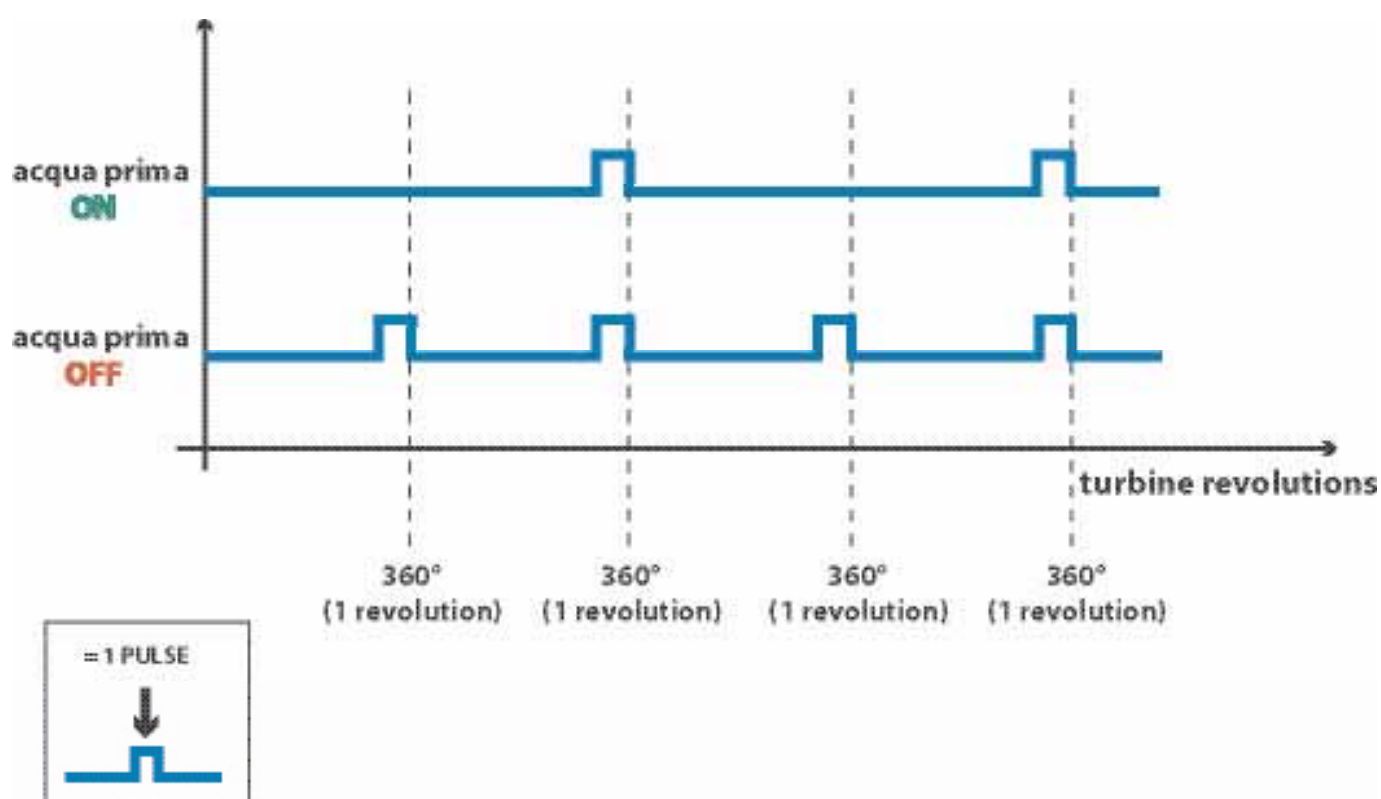 acqua prima
ON
acqua prima
OFF
turbine revolutions
360° 360° 360° 360°
(1 revolution) (1 revolution) (1 revolution) (1 revolution)
= 1 PULSE